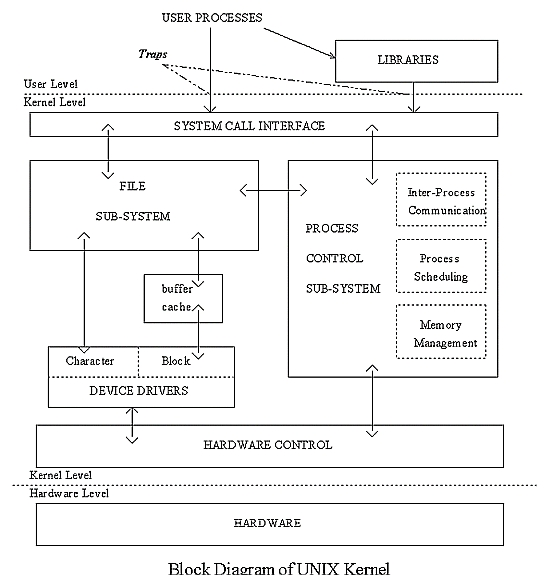 USER PROCESSES
Traps
LIBRARIES
User Level
Kernel Level
SYSTEM CALL INTERFACE
FILE
SUB-SYSTEM
Inter-Process
Communication
PROCESS
CONTROL
SUB-SYSTEM
Process
Scheduling
buffer
cache
Memory
Management
Character
Block
DEVICE DRIVERS
HARDWARE CONTROL
Kernel Level
Hardware Level
HARDWARE
Block Diagram of UNIX Kernel